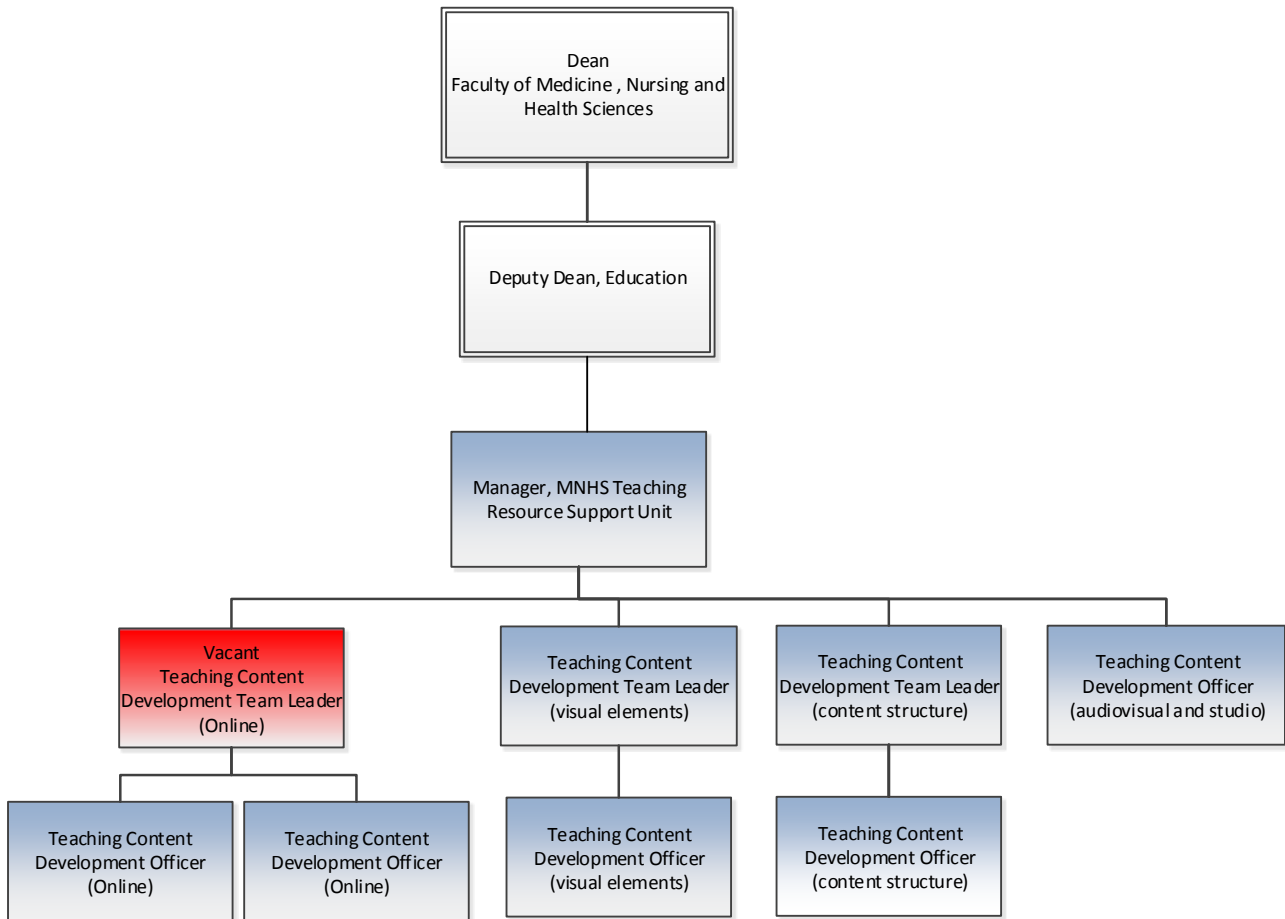 Dean
Faculty of Medicine , Nursing and
Health Sciences
Deputy Dean, Education
Manager, MNHS Teaching
Resource Support Unit
Vacant
Teaching Content
Development Team Leader
(Online)
Teaching Content
Development Team Leader
(visual elements)
Teaching Content
Development Team Leader
(content structure)
Teaching Content
Development Officer
(audiovisual and studio)
Teaching Content
Development Officer
(Online)
Teaching Content
Development Officer
(Online)
Teaching Content
Development Officer
(visual elements)
Teaching Content
Development Officer
(content structure)